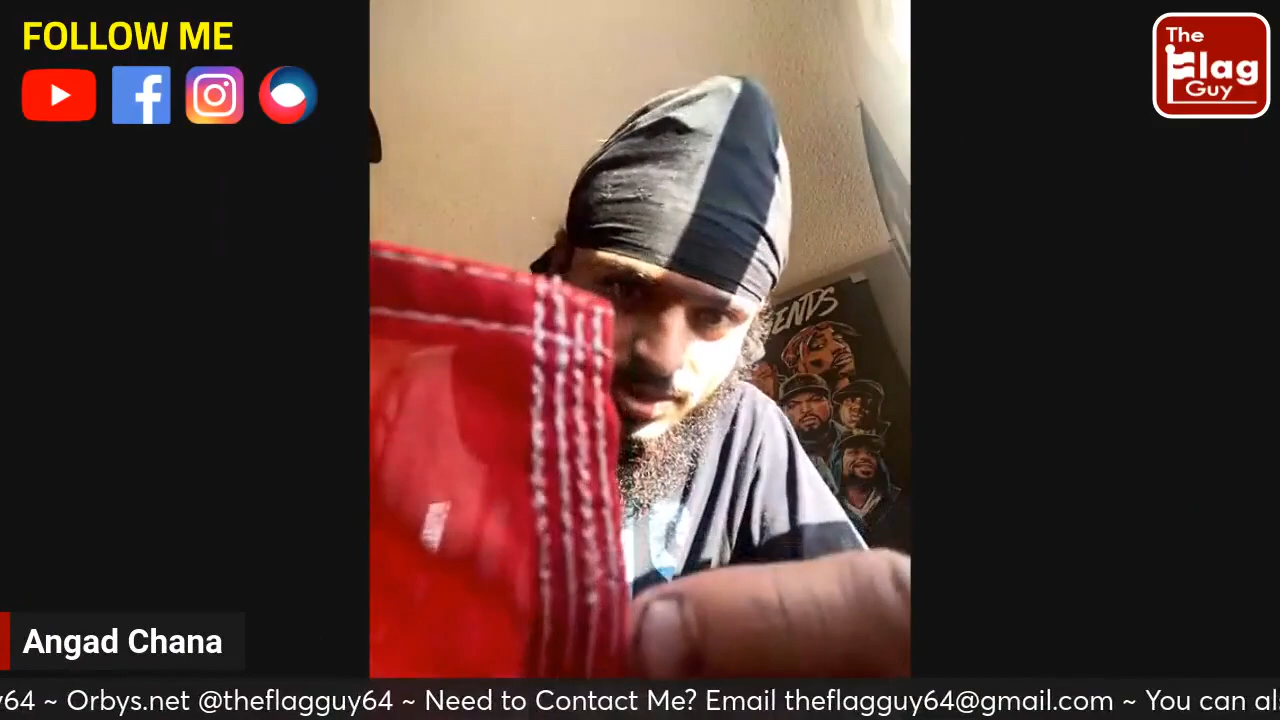 FOLLOW ME
The
Flag
Guy
GENDS
Angad Chana
y64 ~ Orbys.net @theflagguy64 ~ Need to Contact Me? Email theflagguy64@gmail.com ~ You can al